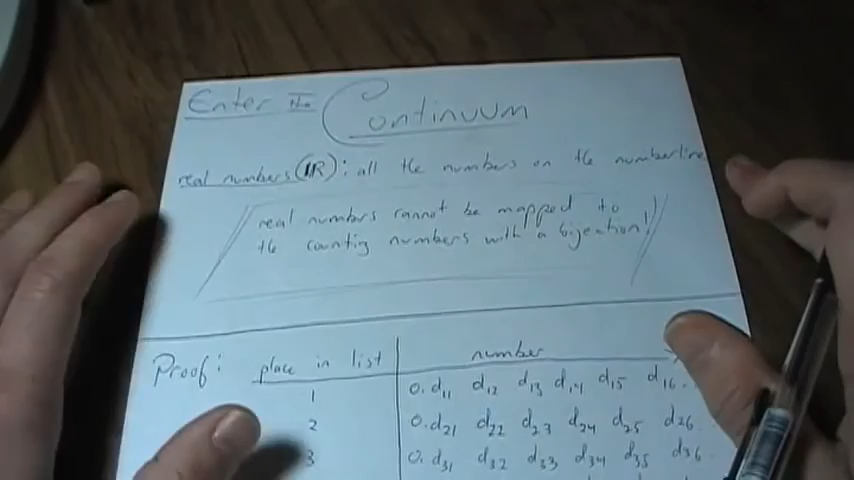 Enter the Continuum
real numbers (ℝ): all the numbers on the numberline
real numbers cannot be mapped to
the counting numbers with a bijection!
Proof: place in list number
1 0.d11 d12 d13 d14 d15 d16.
2 0.d21 d22 d23 d24 d25 d26
3 0.d31 d32 d33 d34 d35 d36